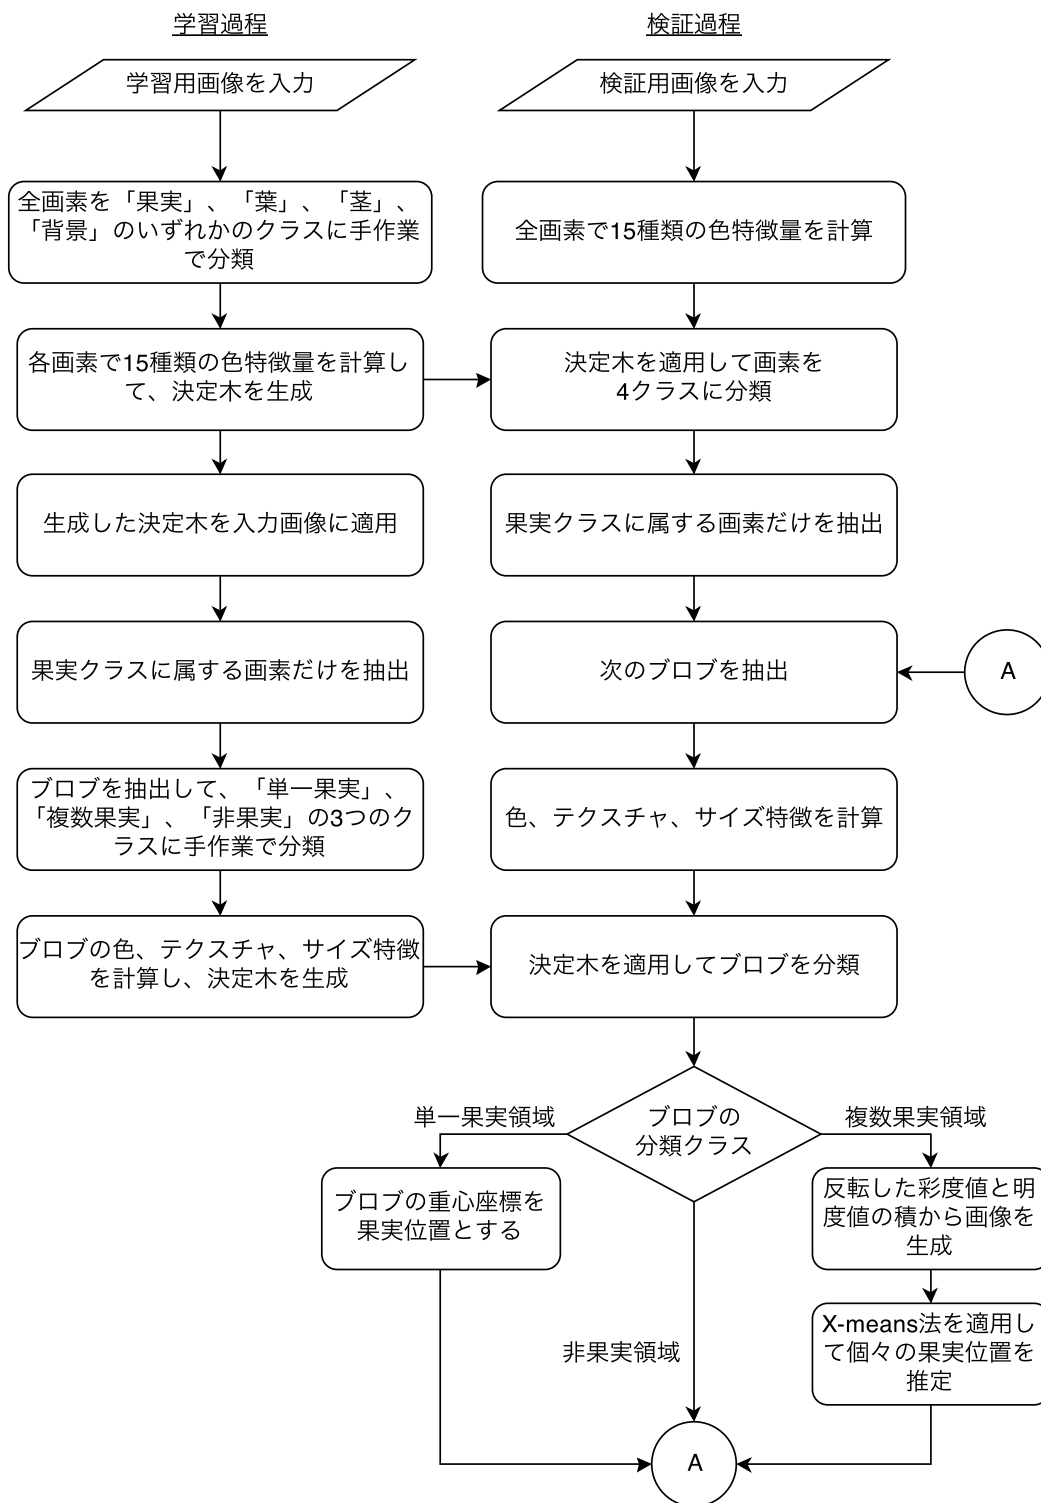 学習過程
学習用画像を入力
全画素を「果実」、「葉」、「茎」、
「背景」のいずれかのクラスに手作業
で分類
各画素で15種類の色特徴量を計算し
て、決定木を生成
生成した決定木を入力画像に適用
果実クラスに属する画素だけを抽出
ブロブを抽出して、「単一果実」、
「複数果実」、「非果実」の3つのク
ラスに手作業で分類
ブロブの色、テクスチャ、サイズ特徴
を計算し、決定木を生成
検証過程
検証用画像を入力
全画素で15種類の色特徴量を計算
決定木を適用して画素を
4クラスに分類
果実クラスに属する画素だけを抽出
次のブロブを抽出
A
色、テクスチャ、サイズ特徴を計算
決定木を適用してブロブを分類
ブロブの
分類クラス
単一果実領域
ブロブの重心座標を
果実位置とする
非果実領域
複数果実領域
反転した彩度値と明
度値の積から画像を
生成
X-means法を適用し
て個々の果実位置を
推定
A